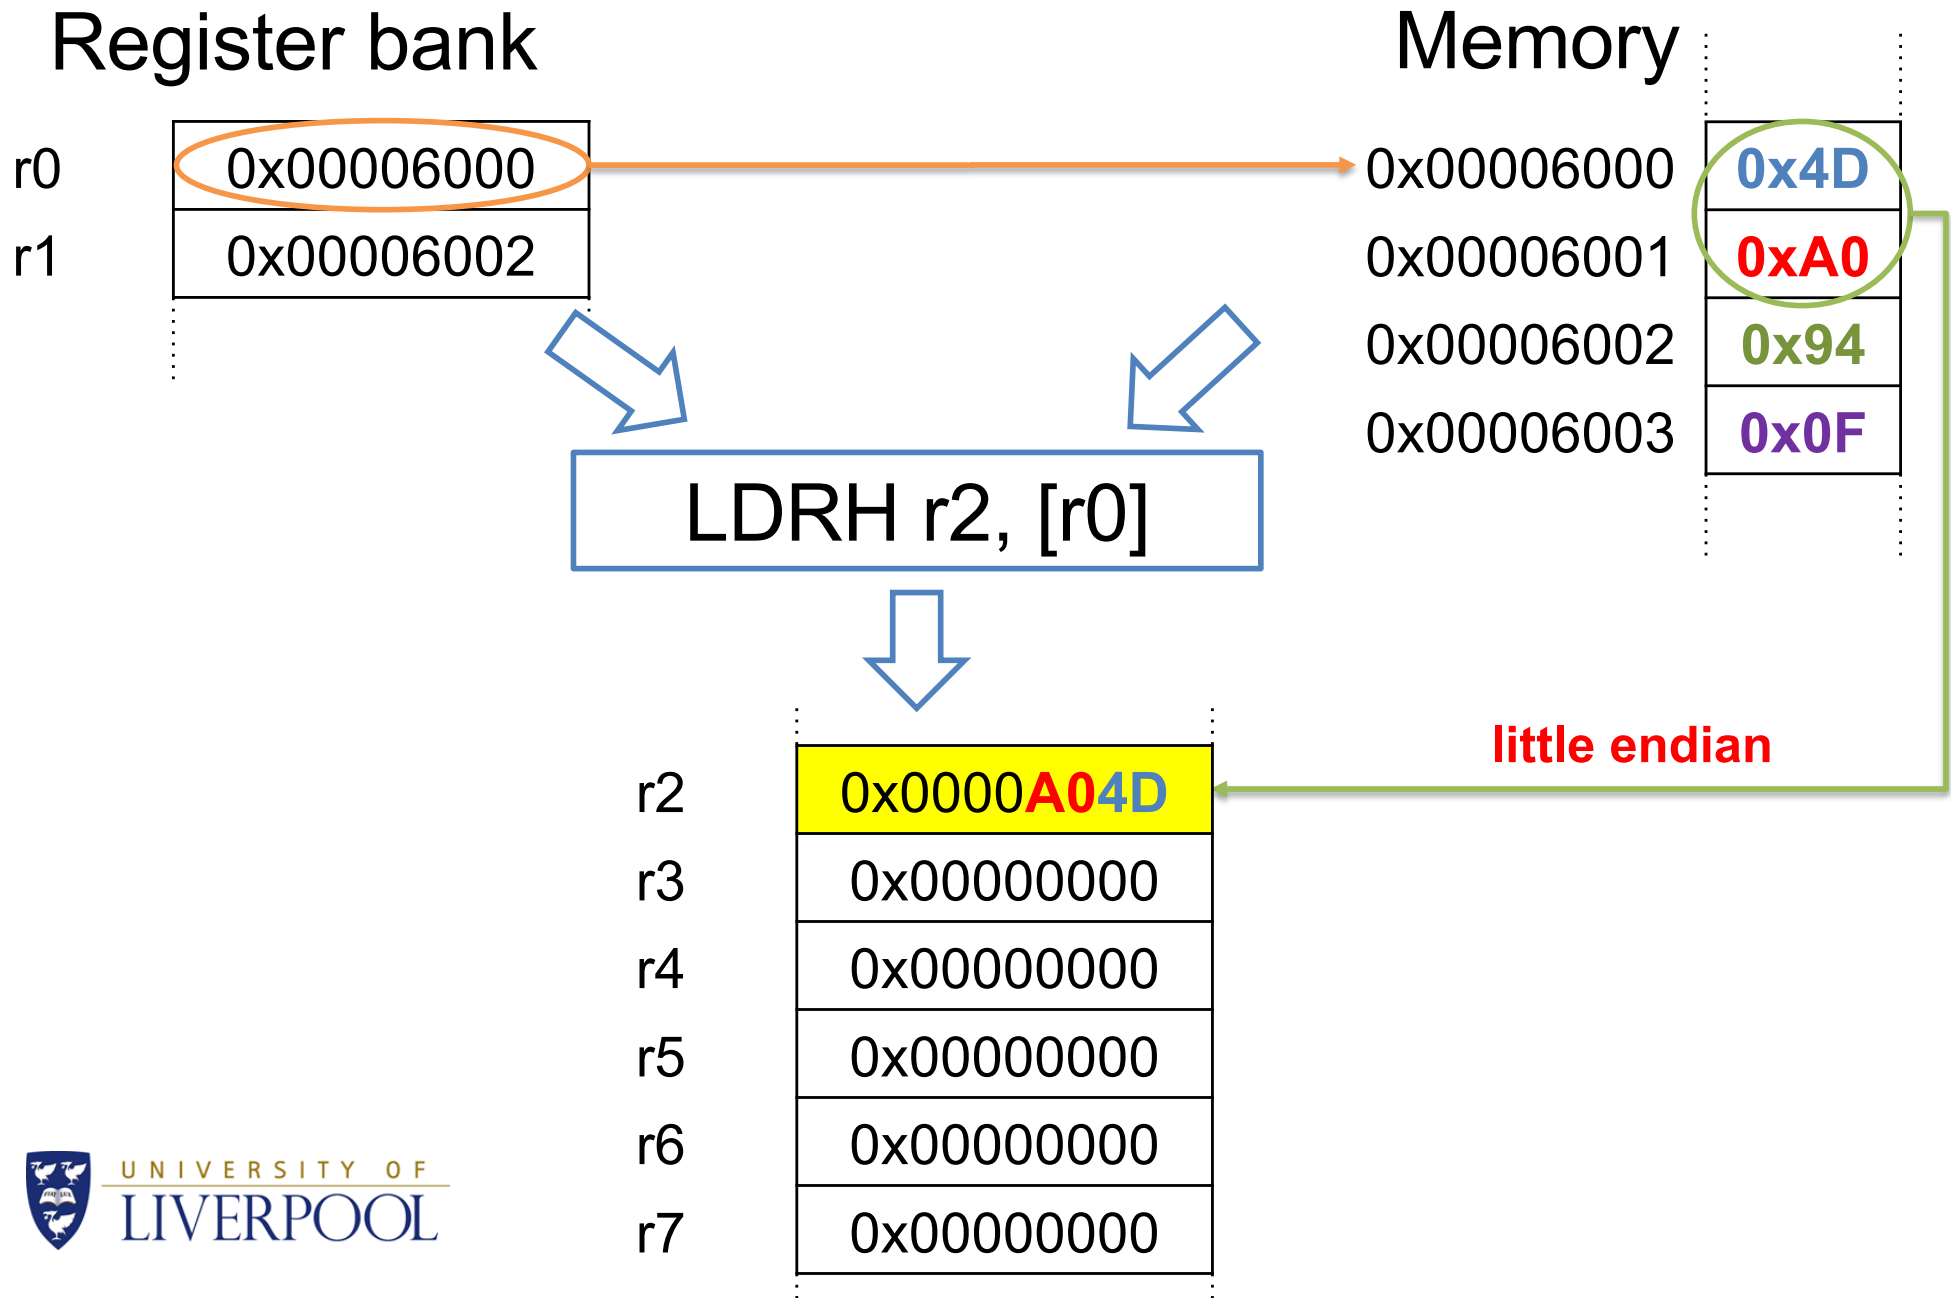 Register bank
Memory
r0 0x00006000
r1 0x00006002
0x00006000 0x4D
0x00006001 0xA0
0x00006002 0x94
0x00006003 0x0F
LDRH r2, [r0]
little endian
r2 0x0000A04D
r3 0x00000000
r4 0x00000000
r5 0x00000000
r6 0x00000000
r7 0x00000000
UNIVERSITY OF
LIVERPOOL